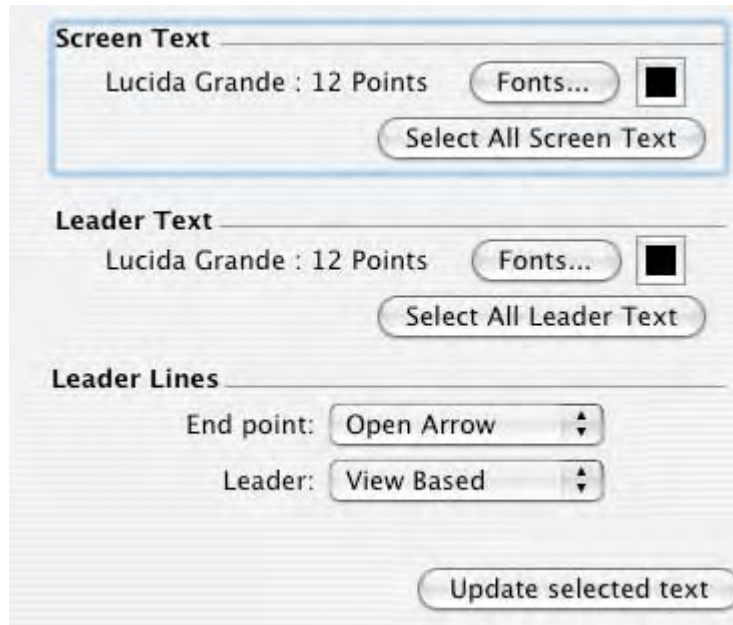 Screen Text
Lucida Grande : 12 Points Fonts...
Select All Screen Text
Leader Text
Lucida Grande : 12 Points Fonts...
Select All Leader Text
Leader Lines
End point: Open Arrow
Leader: View Based
Update selected text